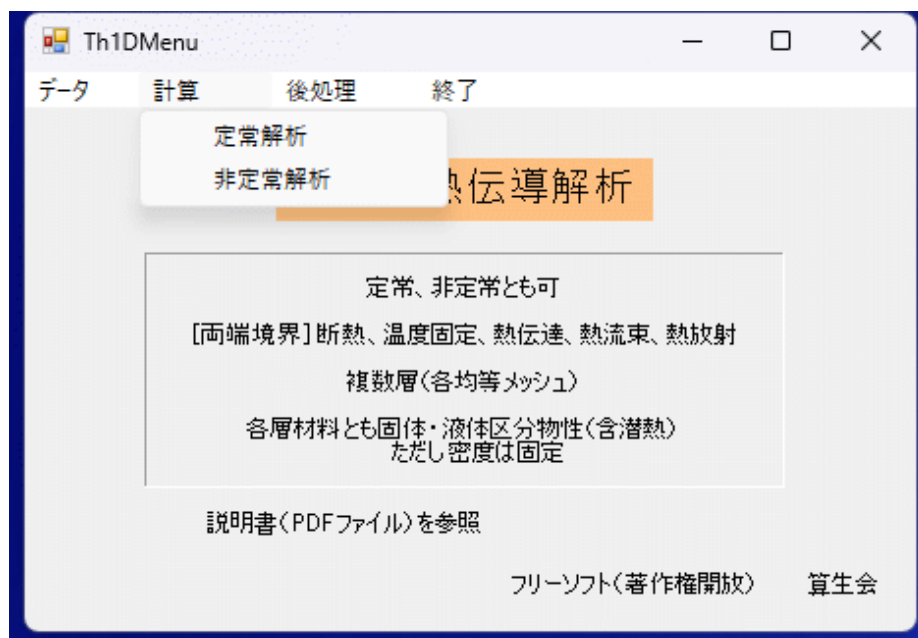 Th1DMenu
データ 計算 後処理 終了
定常解析
非定常解析
熱伝導解析
定常、非定常とも可
[両端境界]断熱、温度固定、熱伝達、熱流束、熱放射
複数層(各均等メッシュ)
各層材料とも固体・液体区分物性(含潜熱)
ただし密度は固定
説明書(PDFファイル)を参照
フリーソフト(著作権開放) 算生会